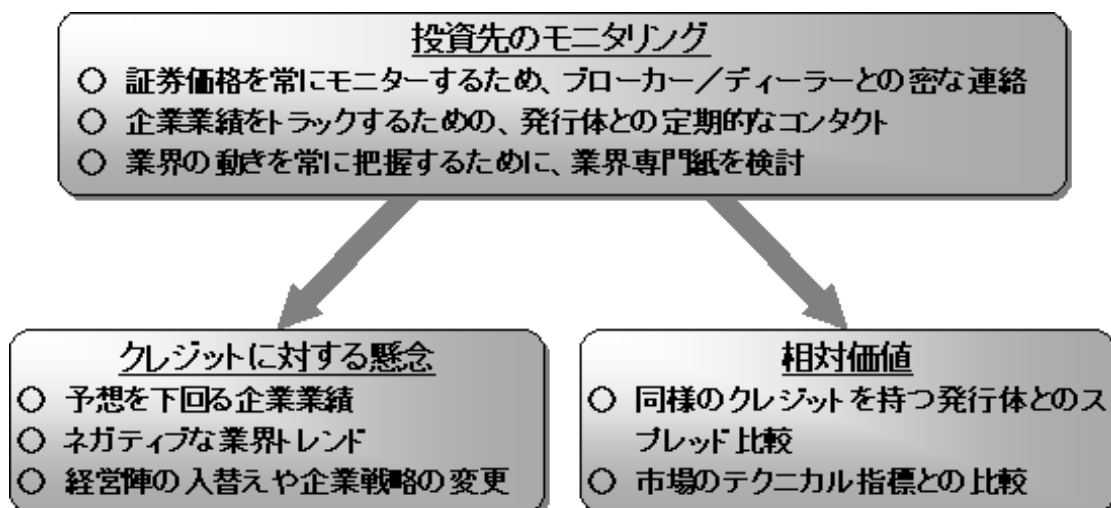 投資先のモニタリング
○ 証券価格を常にモニターするため、ブローカー／ディーラーとの密な連絡
○ 企業業績をトラックするための、発行体との定期的なコンタクト
○ 業界の動きを常に把握するために、業界専門紙を検討
クレジットに対する懸念
○ 予想を下回る企業業績
○ ネガティブな業界トレンド
○ 経営陣の入替えや企業戦略の変更
相対価値
○ 同様のクレジットを持つ発行体とのス
プレッド比較
○ 市場のテクニカル指標との比較